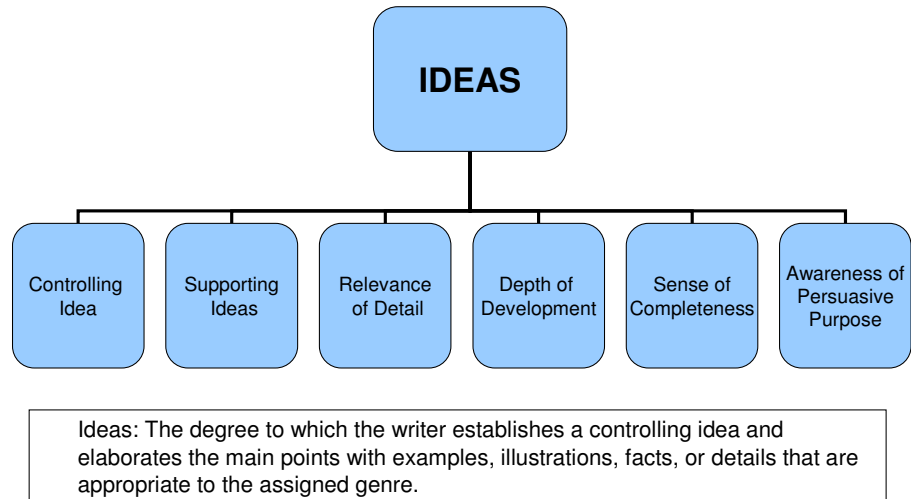 IDEAS
Controlling
Idea
Supporting
Ideas
Relevance
of Detail
Depth of
Development
Sense of
Completeness
Awareness of
Persuasive
Purpose
Ideas: The degree to which the writer establishes a controlling idea and
elaborates the main points with examples, illustrations, facts, or details that are
appropriate to the assigned genre.